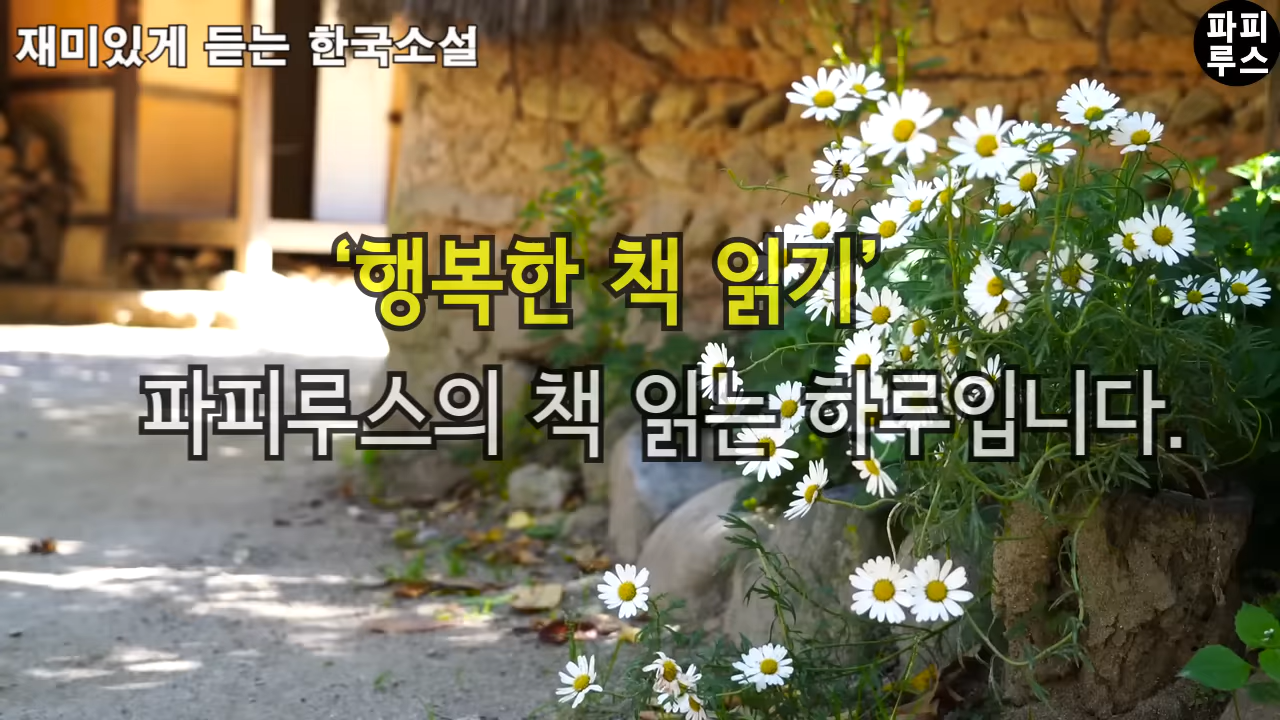 재미있게 듣는 한국소설
파피
루스
‘행복한 책 읽기’
파피루스의 책 읽는 하루입니다.